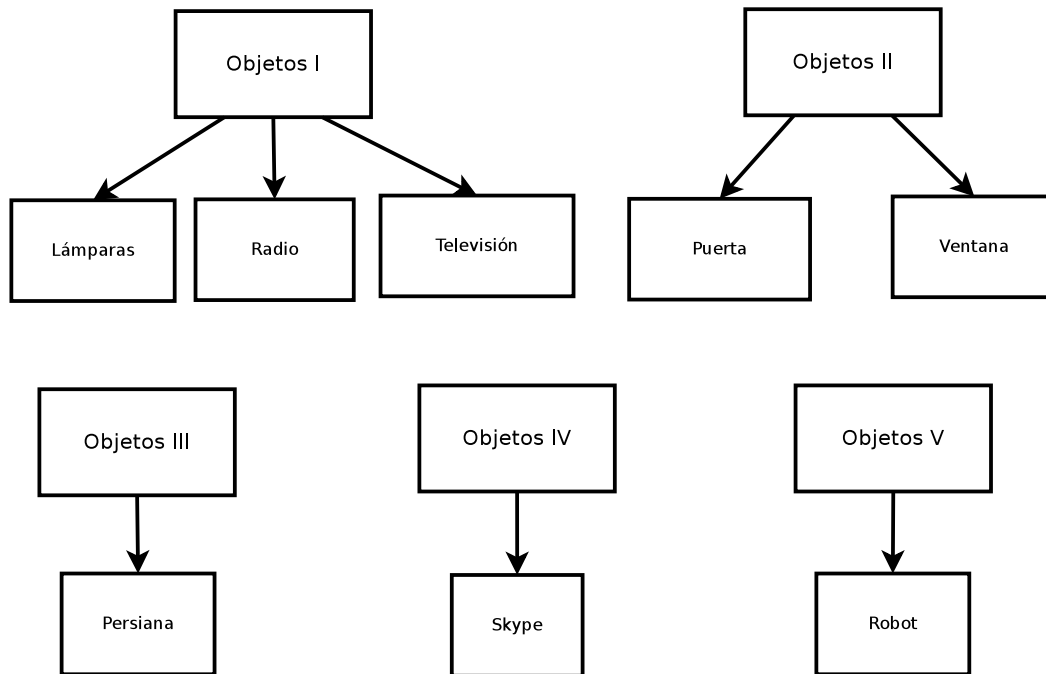 Objetos I
Objetos II
Lámparas
Radio
Televisión
Puerta
Ventana
Objetos III
Objetos IV
Objetos V
Persiana
Skype
Robot